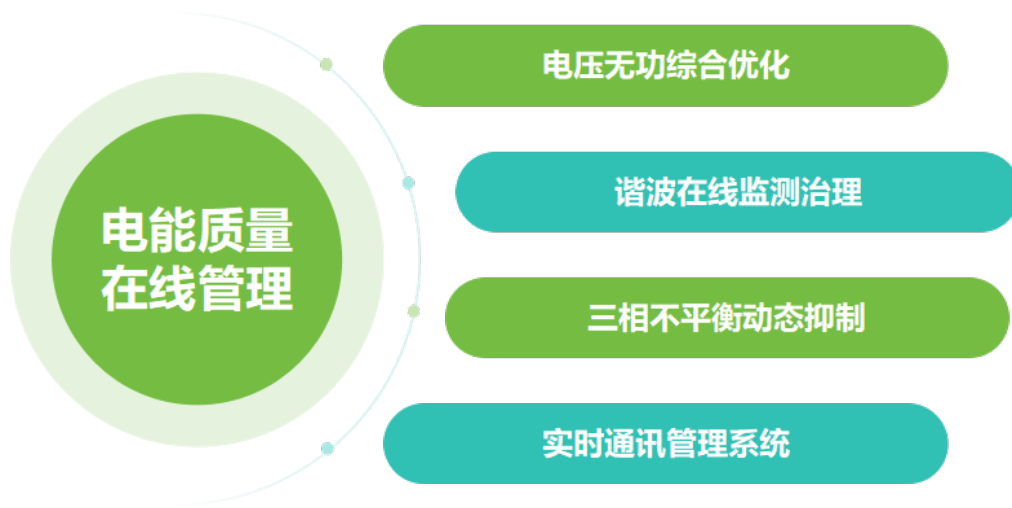 电能质量
在线管理
电压无功综合优化
谐波在线监测治理
三相不平衡动态抑制
实时通讯管理系统